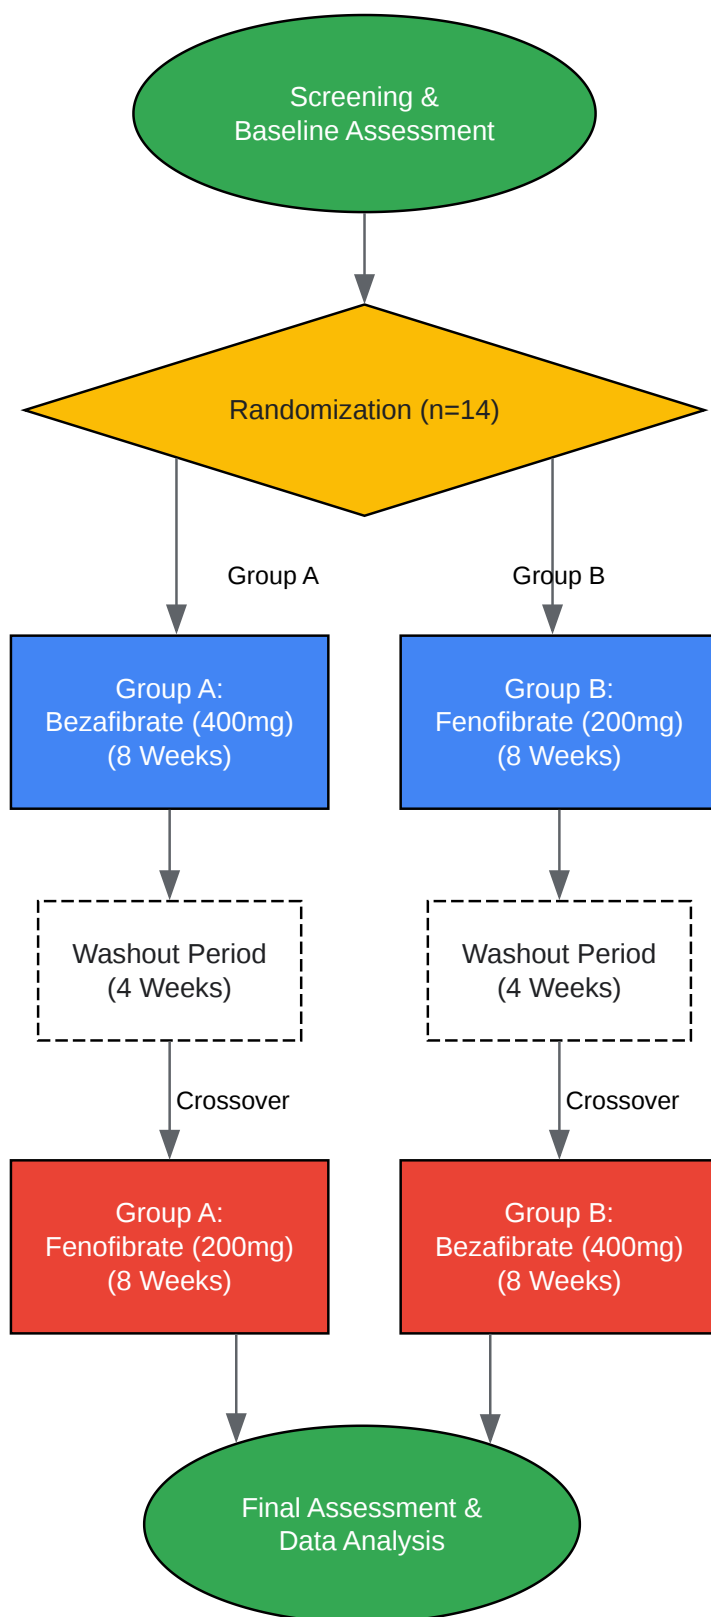 Screening &
Baseline Assessment
Randomization (n=14)
Group A
Group B
Group A:
Bezafibrate (400mg)
(8 Weeks)
Group B:
Fenofibrate (200mg)
(8 Weeks)
Washout Period
(4 Weeks)
Washout Period
(4 Weeks)
Crossover
Crossover
Group A:
Fenofibrate (200mg)
(8 Weeks)
Group B:
Bezafibrate (400mg)
(8 Weeks)
Final Assessment &
Data Analysis